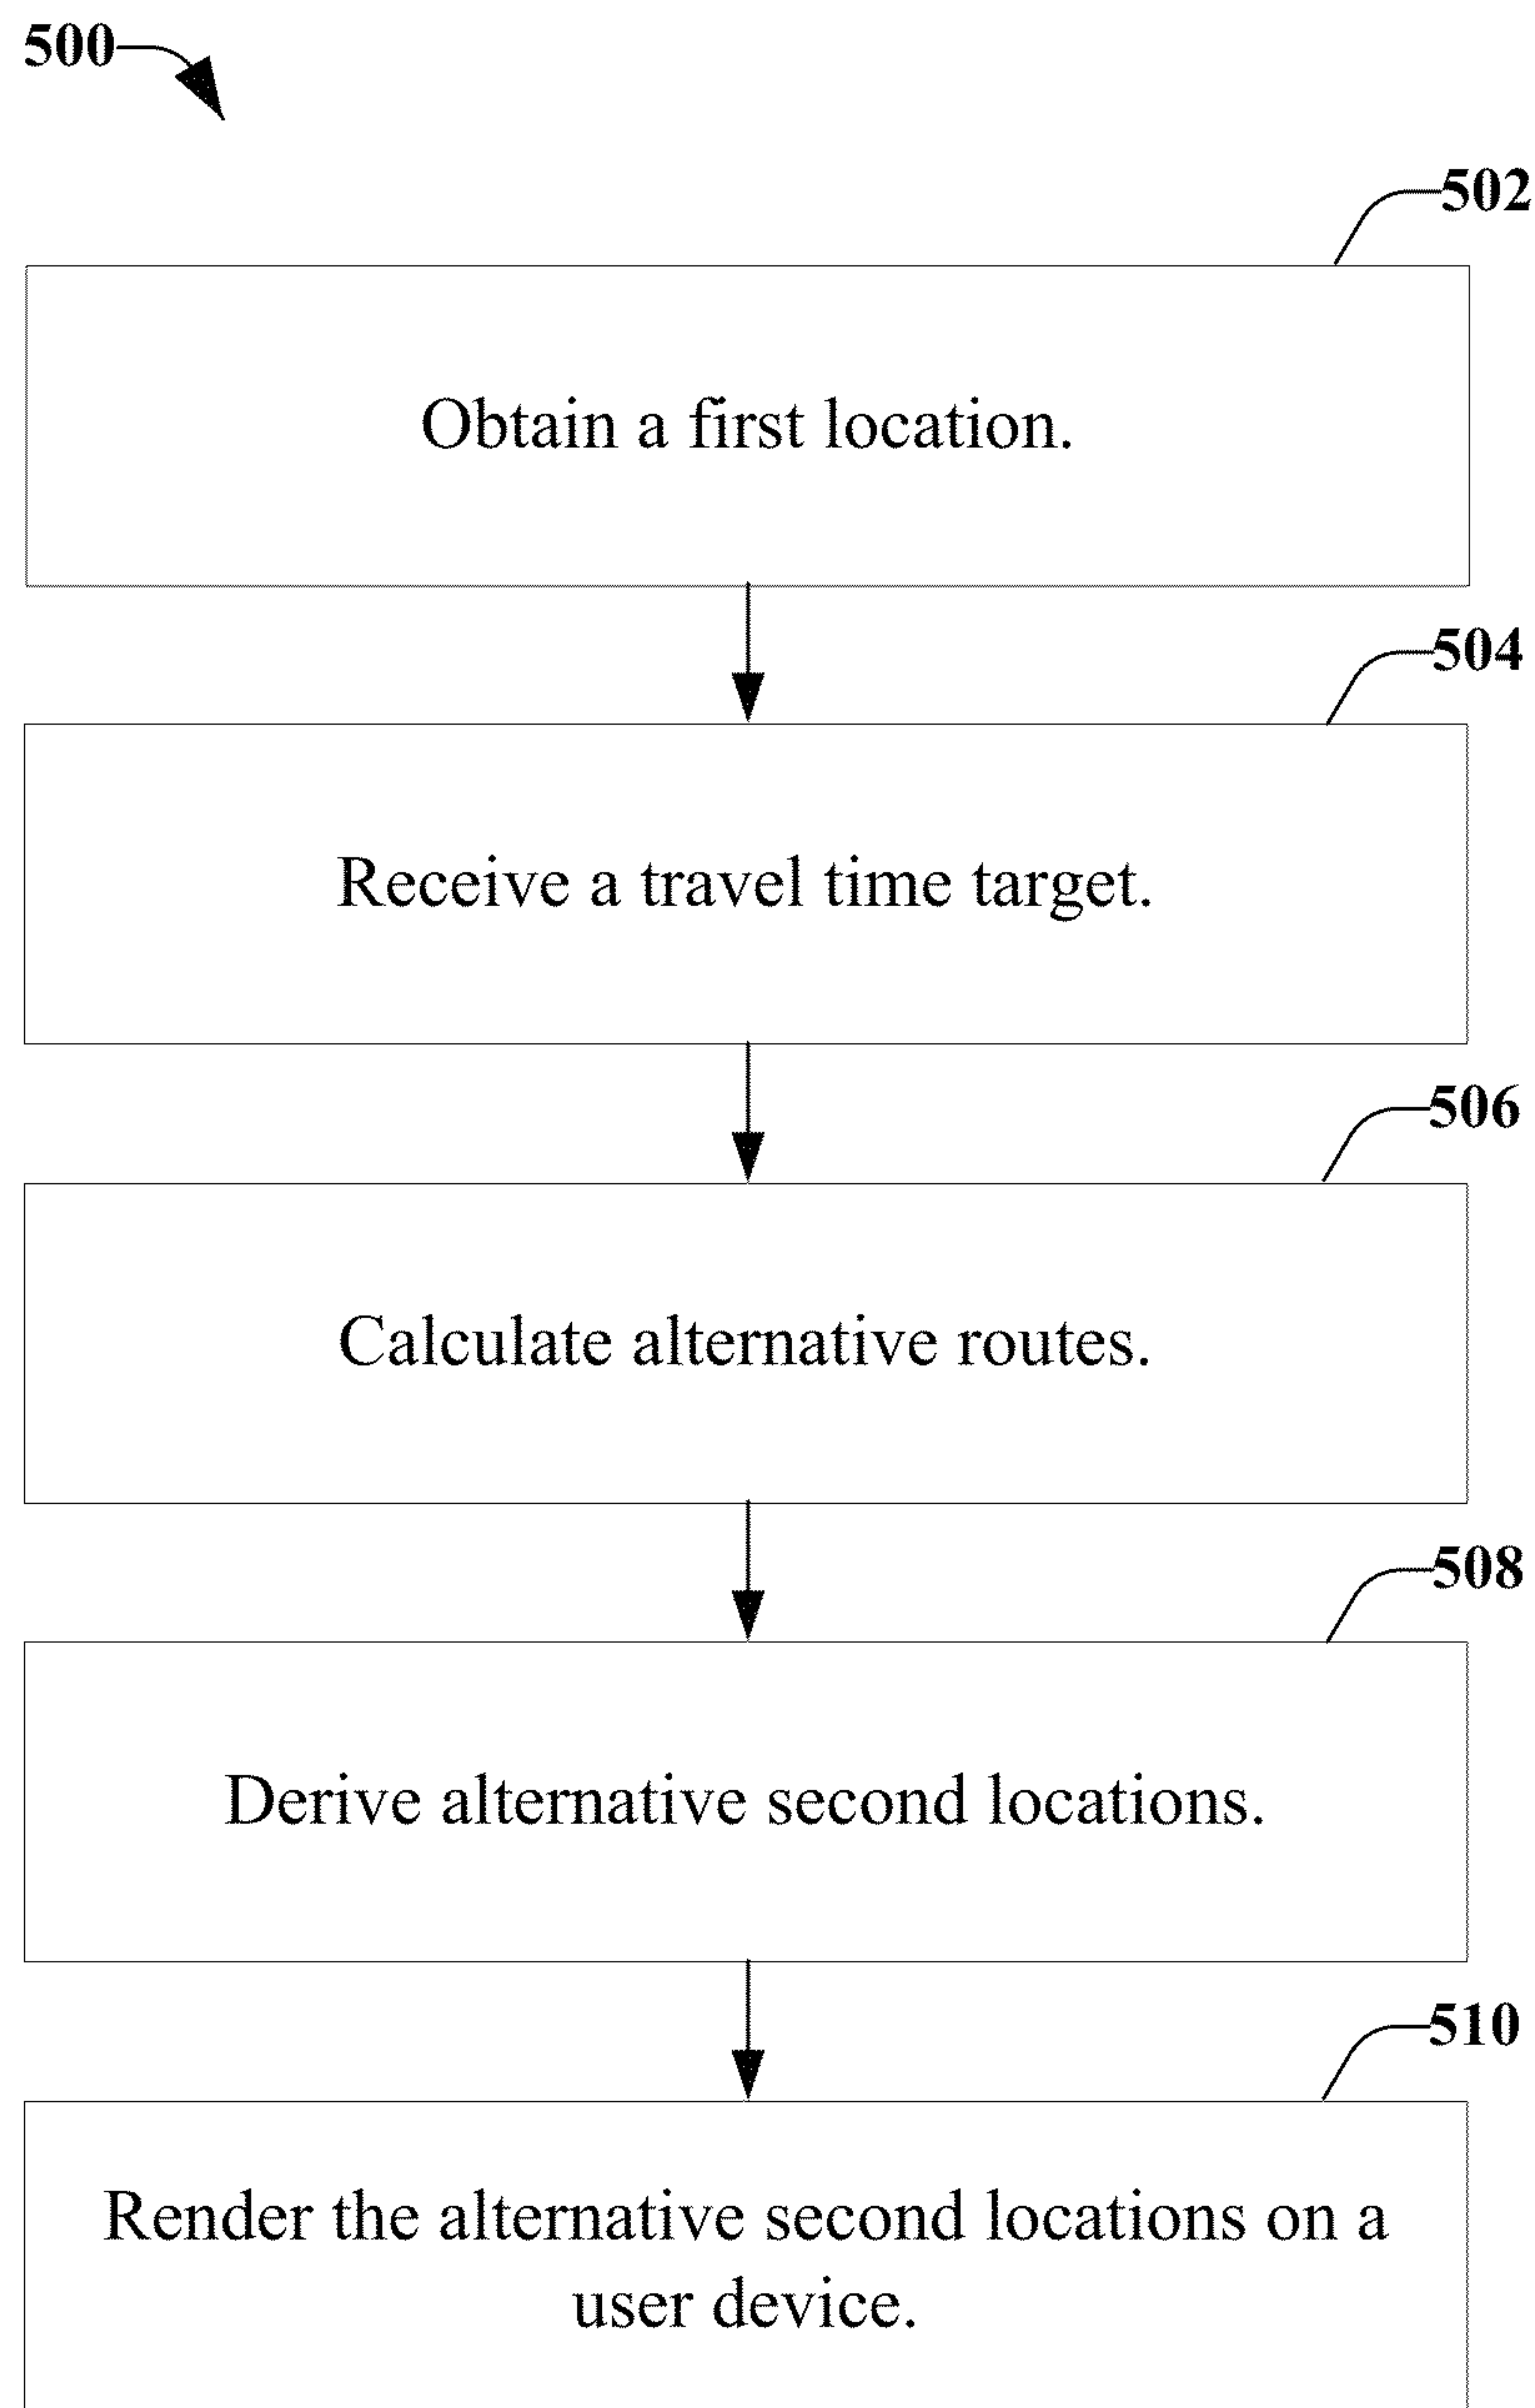 500
502
Obtain a first location.
504
Receive a travel time target.
506
Calculate alternative routes.
508
Derive alternative second locations.
510
Render the alternative second locations on a
user device.